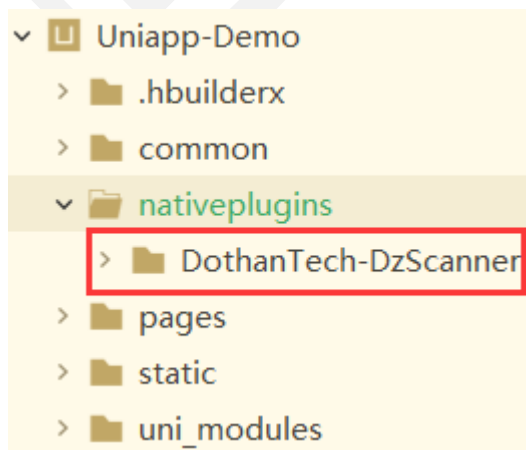 Uniapp-Demo
.hbuilderx
common
nativeplugins
DothanTech-DzScanner
pages
static
uni_modules